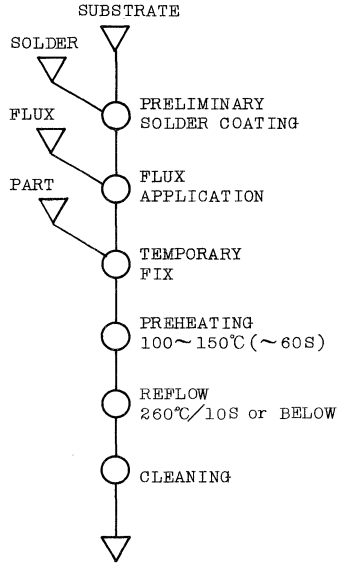 SUBSTRATE
SOLDER
PRELIMINARY
SOLDER COATING
FLUX
FLUX
APPLICATION
PART
TEMPORARY
FIX
PREHEATING
100~150℃(~60S)
REFLOW
260℃/10S or BELOW
CLEANING